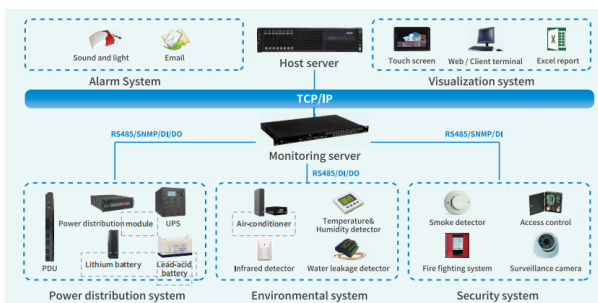 Sound and light
Email
Alarm System
Host server
Touch screen
Web / Client terminal
Excel report
Visualization system
TCP/IP
RS485/SNMP/DI/DO
RS485/SNMP/DI
Monitoring server
RS485/DI/DO
Power distribution module
UPS
PDU
Lithium battery
Lead-acid
battery
Power distribution system
Air-conditioner
Temperature&
Humidity detector
Infrared detector
Water leakage detector
Environmental system
Smoke detector
Access control
Fire fighting system
Surveillance camera
Security system